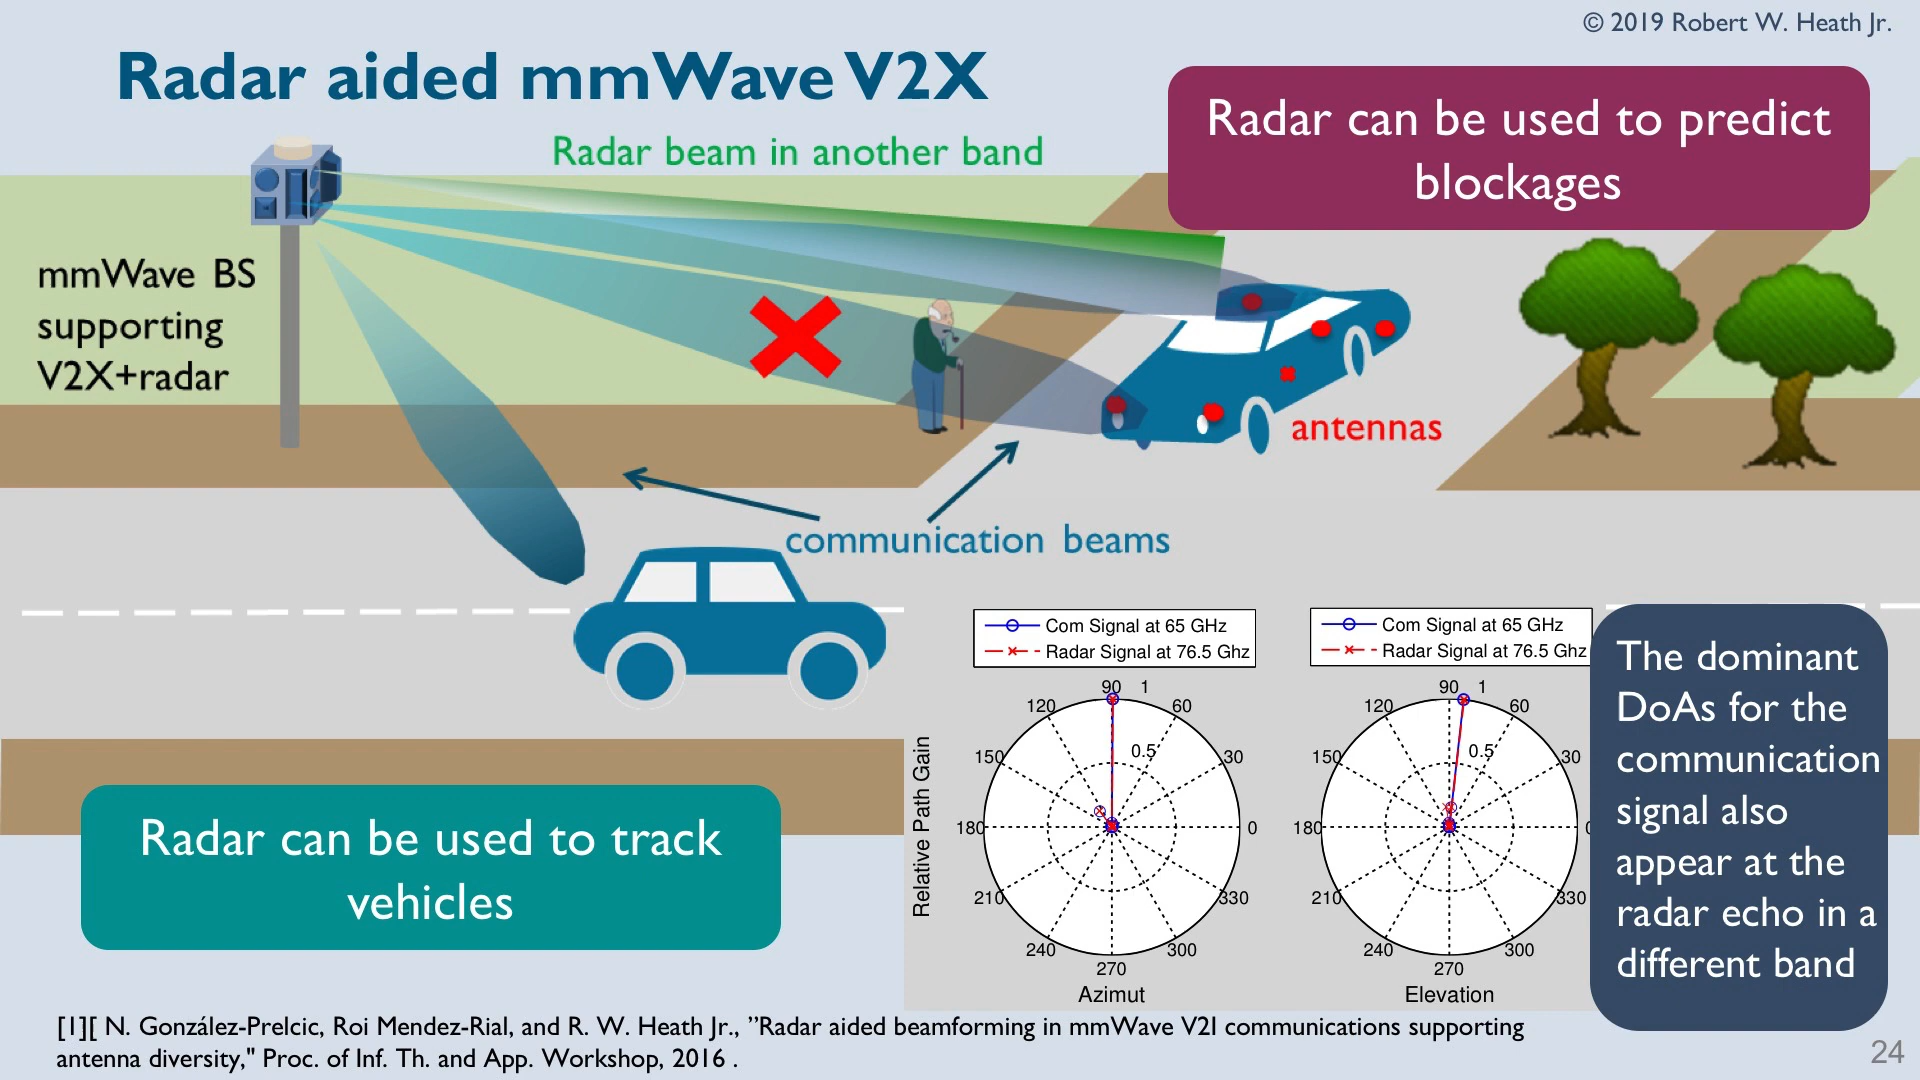 © 2019 Robert W. Heath Jr.
Radar aided mmWave V2X
Radar can be used to predict
blockages
Radar beam in another band
mmWave BS
supporting
V2X+radar
antennas
communication beams
Com Signal at 65 GHz
Radar Signal at 76.5 Ghz
90 1
120 60
0.5
150 30
180 0
210 330
240 300
270
Relative Path Gain
Azimut
Com Signal at 65 GHz
Radar Signal at 76.5 Ghz
90 1
120 60
0.5
150 30
180 0
210 330
240 300
270
Elevation
The dominant
DoAs for the
communication
signal also
appear at the
radar echo in a
different band
Radar can be used to track
vehicles
[1][ N. González-Prelcic, Roi Mendez-Rial, and R. W. Heath Jr., ”Radar aided beamforming in mmWave V2I communications supporting
antenna diversity," Proc. of Inf. Th. and App. Workshop, 2016 .
24